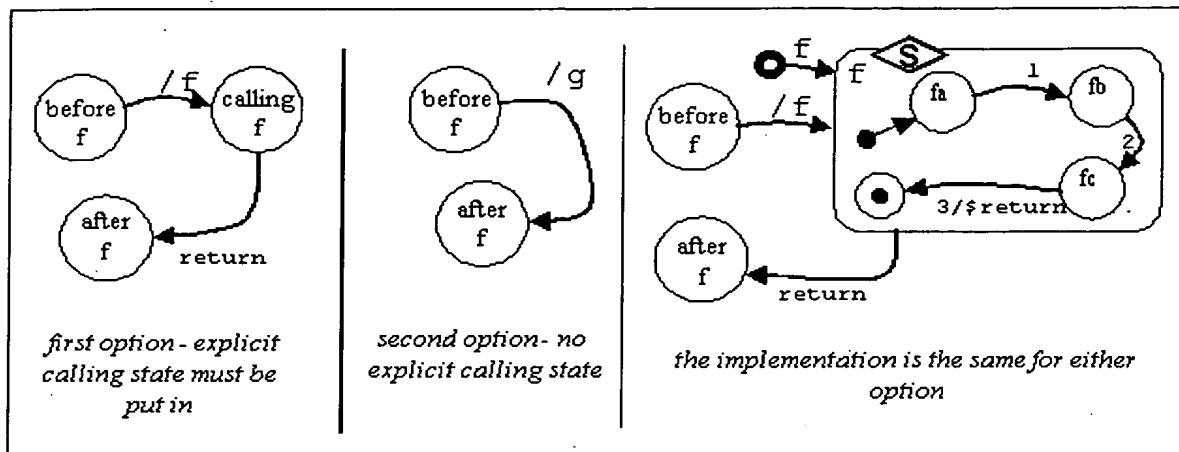 before
f
/ f
calling
f
after
f
return
first option - explicit
calling state must be
put in
before
f
/ g
after
f
second option- no
explicit calling state
f
S
f
before
f
/ f
fa
1
fb
2
fc
3/$return
after
f
return
the implementation is the same for either
option